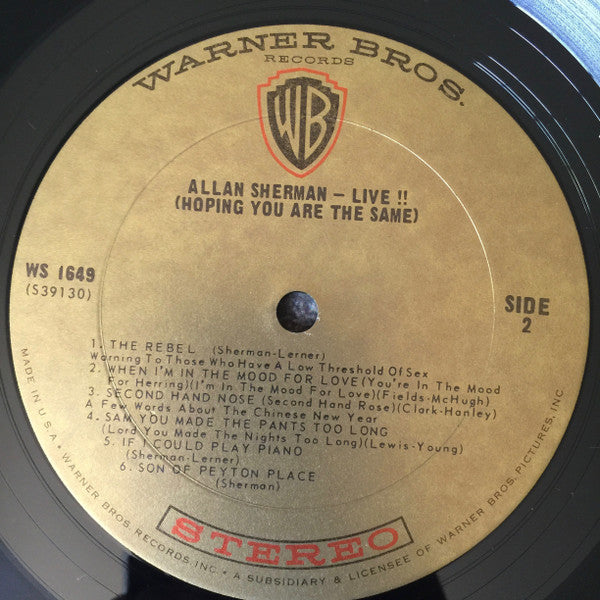 WARNER BROS.
RECORDS
WB
ALLAN SHERMAN – LIVE !!
(HOPING YOU ARE THE SAME)
WS 1649
(S39130)
SIDE
2
1. THE REBEL (Sherman-Lerner)
Warning To Those Who Have A Low Threshold Of Sex
2. WHEN I'M IN THE MOOD FOR LOVE (You're In The Mood
For Herring)(I'm In The Mood For Love)(Fields-McHugh)
3. SECOND HAND NOSE (Second Hand Rose)(Clark-Hanley)
A Few Words About The Chinese New Year
4. SAM, YOU MADE THE PANTS TOO LONG
(Lord You Made The Nights Too Long)(Lewis-Young)
5. IF I COULD PLAY PIANO
(Sherman-Lerner)
6. SON OF PEYTON PLACE
(Sherman)
STEREO
MADE IN U.S.A. • WARNER BROS. RECORDS, INC. • A SUBSIDIARY & LICENSEE OF WARNER BROS. PICTURES, INC.